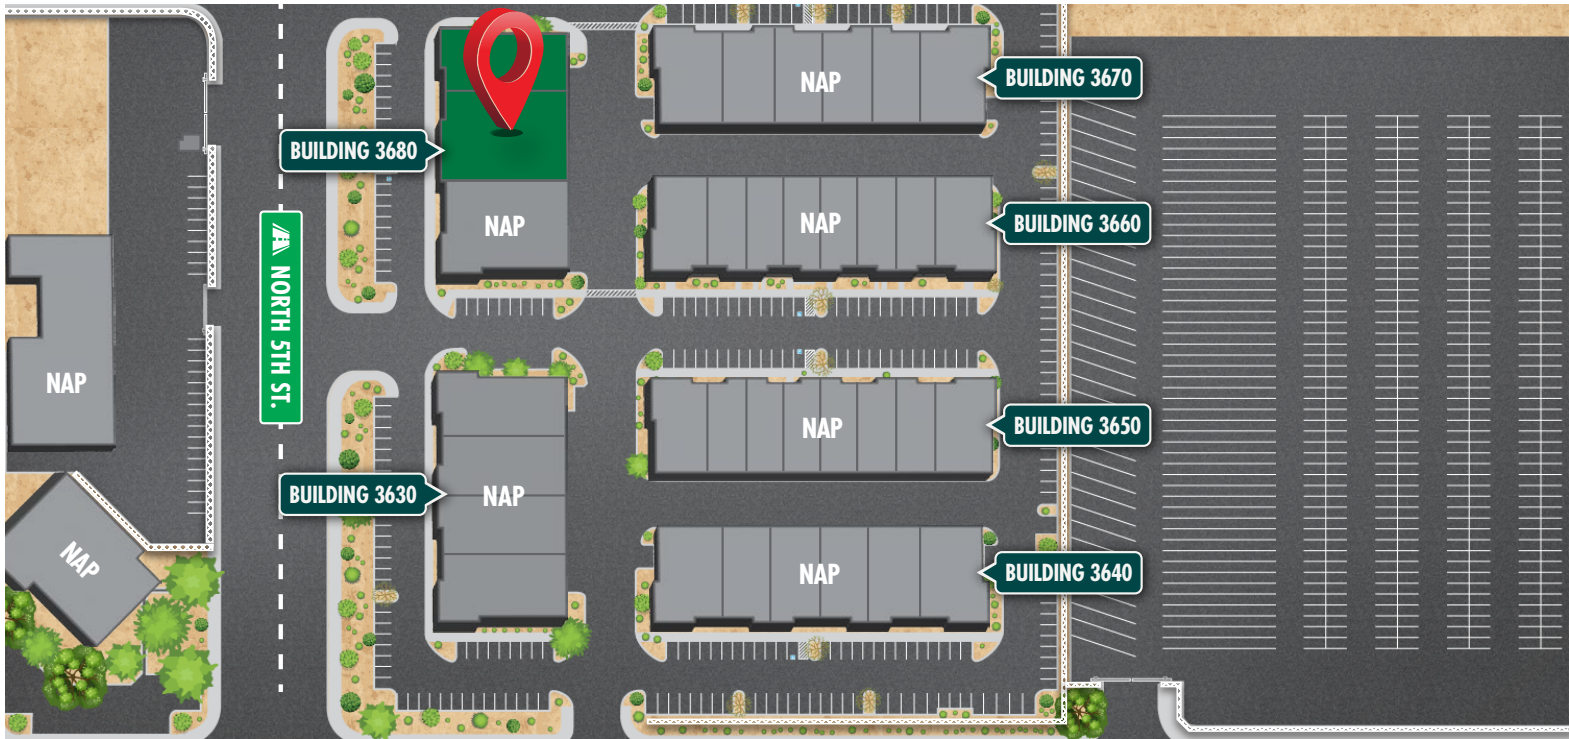 NAP
BUILDING 3670
BUILDING 3680
NAP
NAP
BUILDING 3660
NORTH 5TH ST.
NAP
NAP
BUILDING 3650
BUILDING 3630
NAP
NAP
NAP
BUILDING 3640